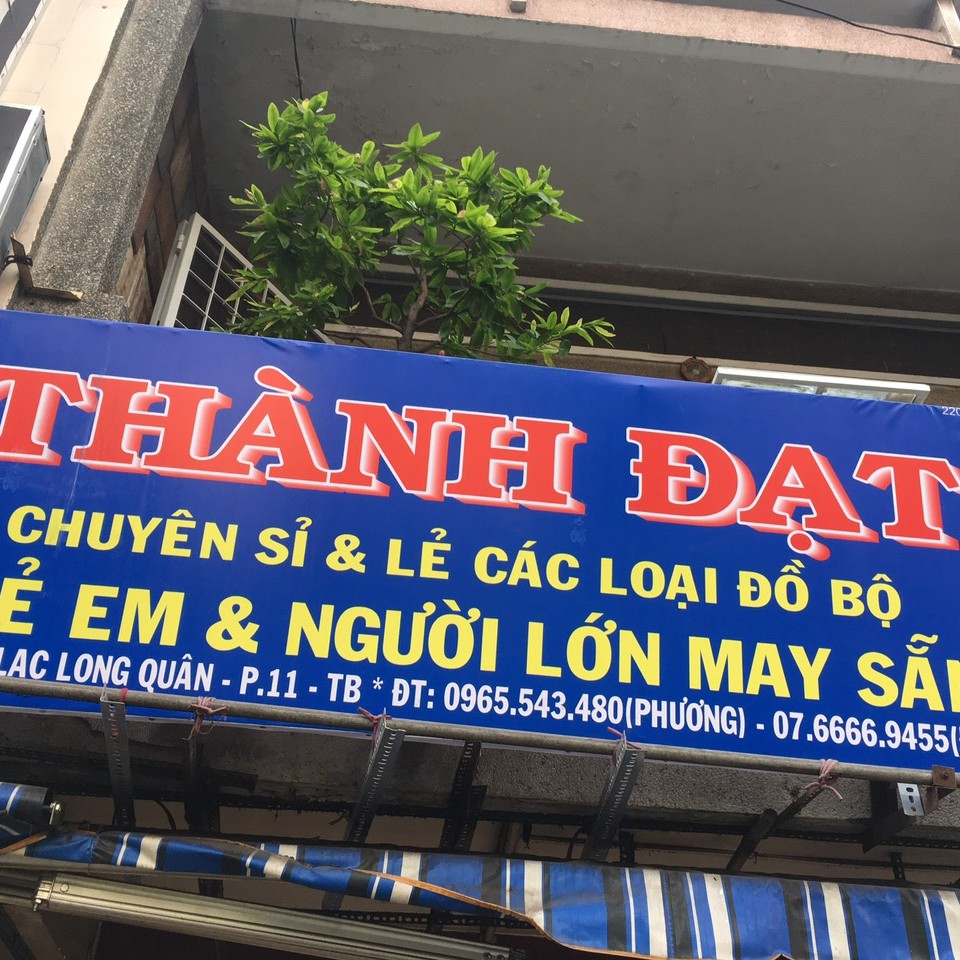 THÀNH ĐẠT
CHUYÊN SỈ & LẺ CÁC LOẠI ĐỒ BỘ
EM & NGƯỜI LỚN MAY
LẠC LONG QUÂN - P.11 - TB * ĐT: 0965.543.480(PHƯƠNG) - 07.6666.9455(